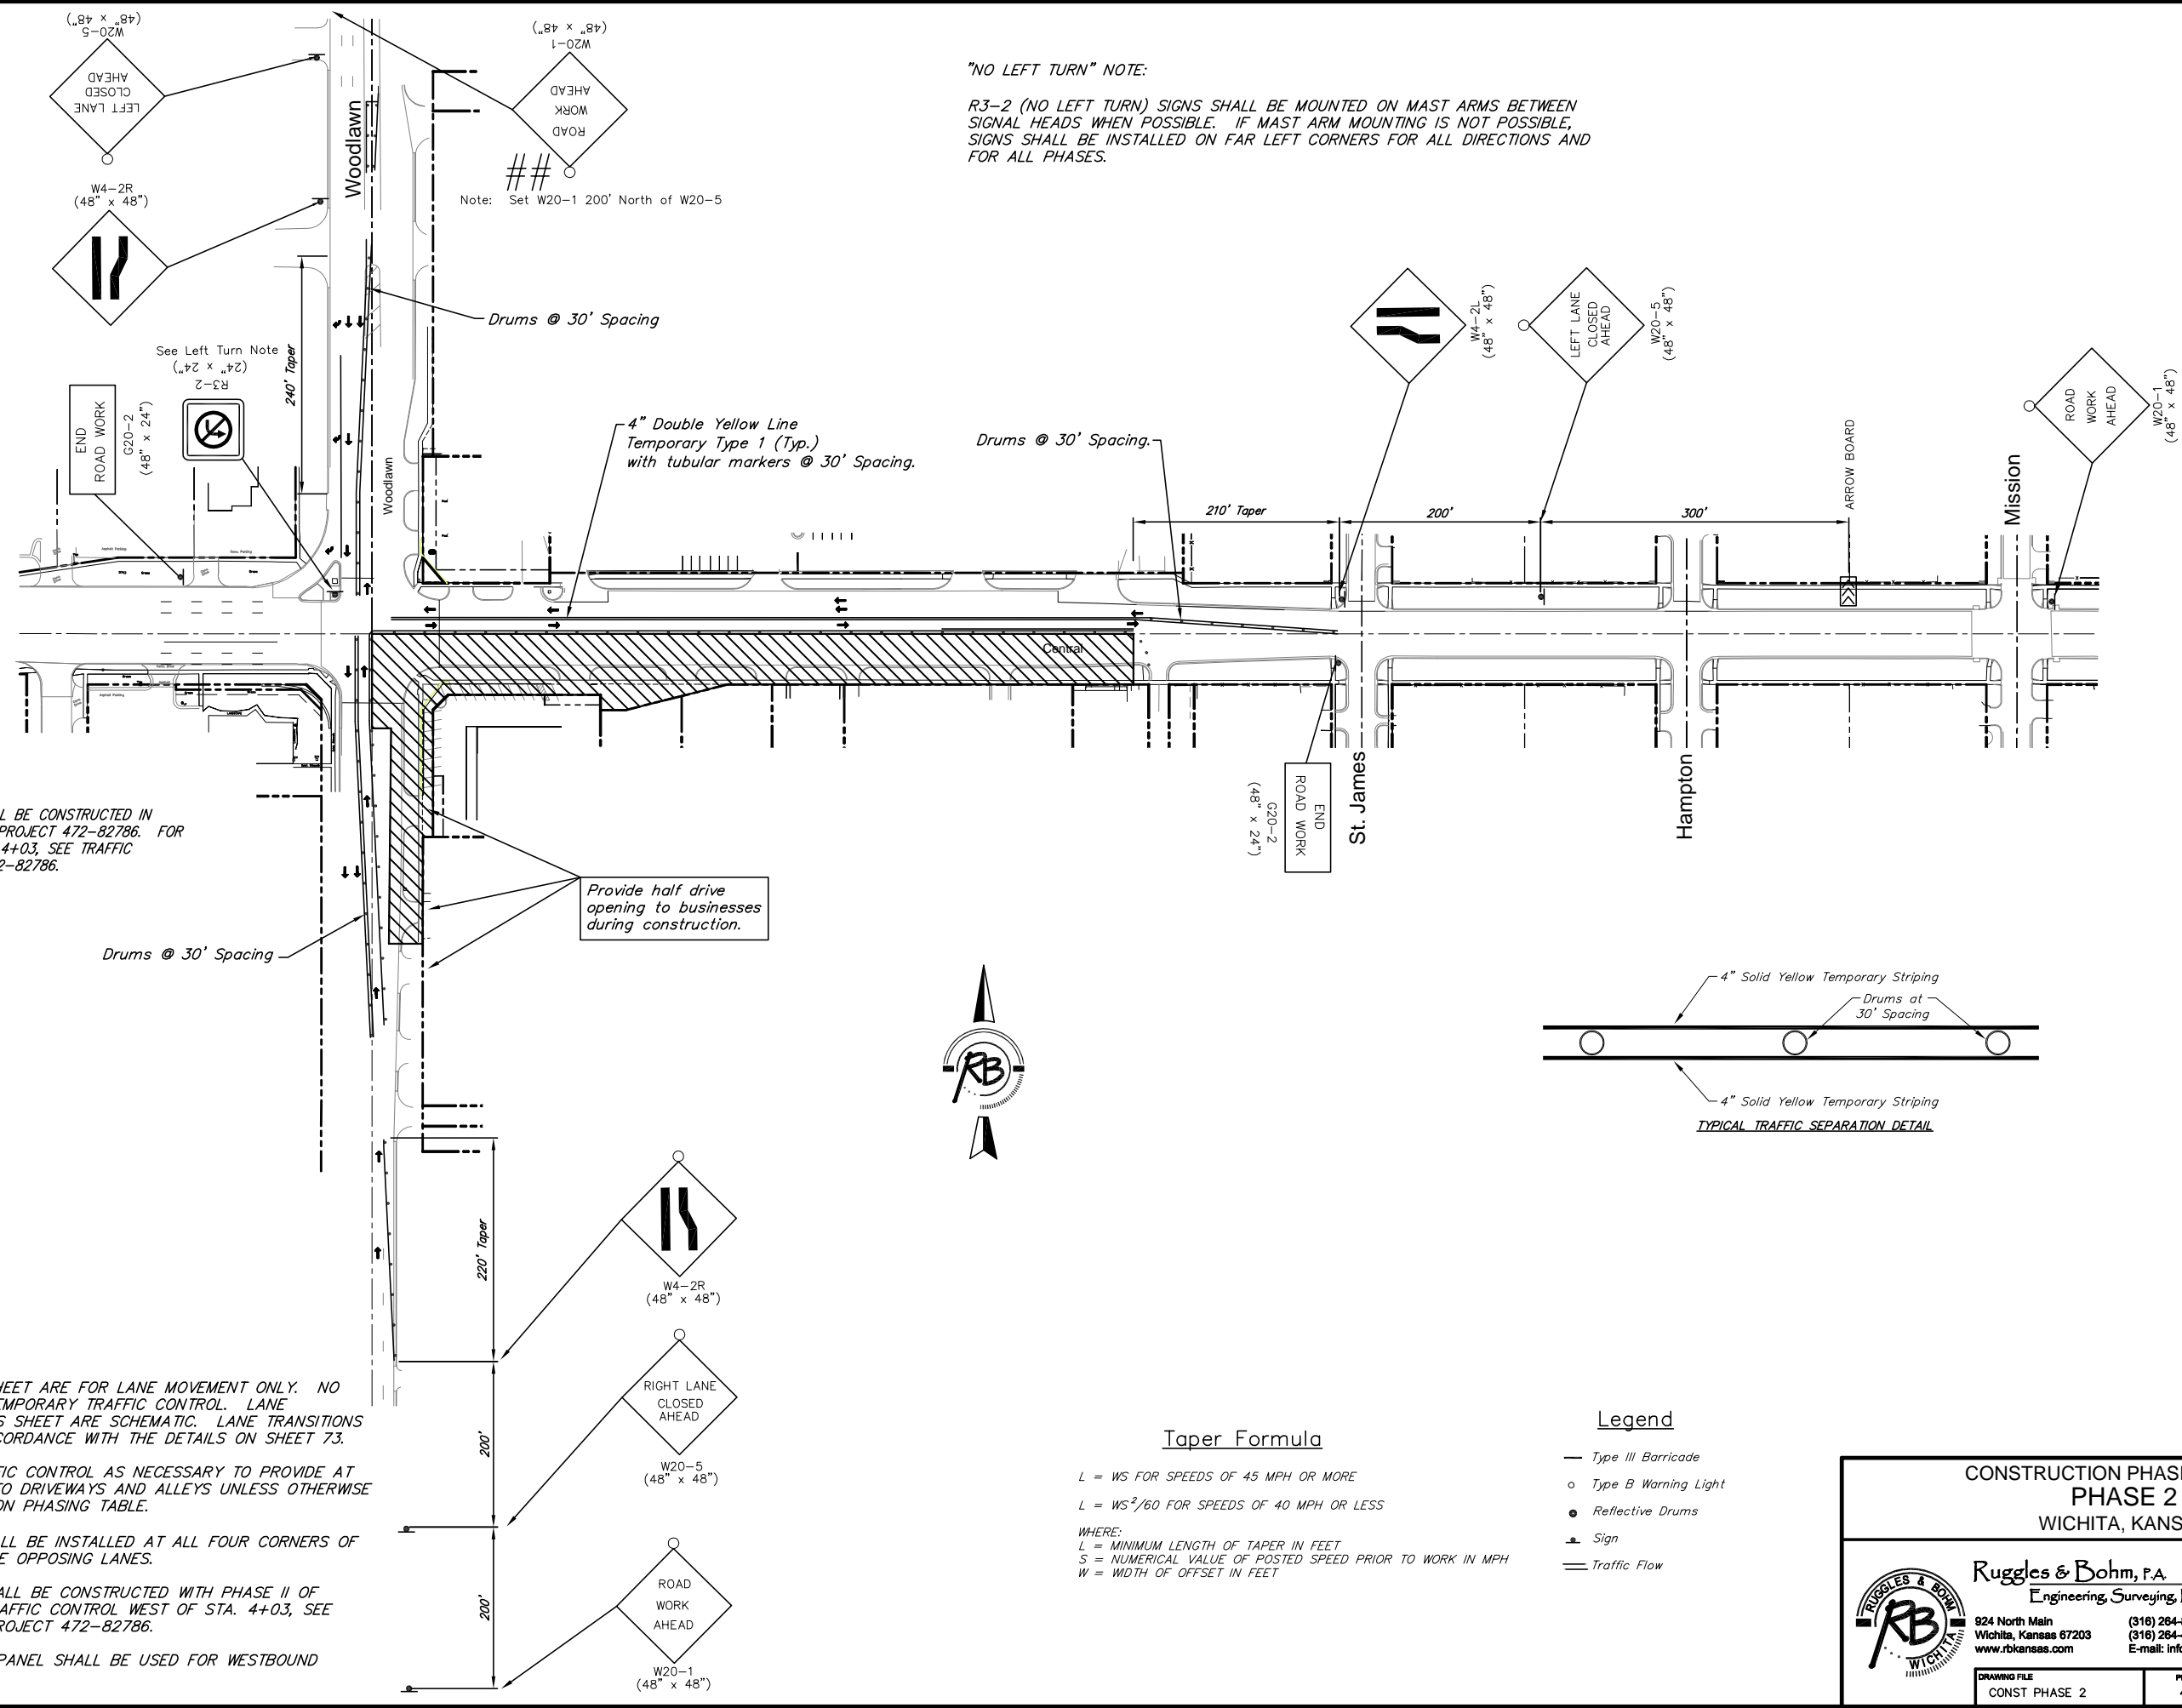 W20-5
(48" x 48")
LEFT LANE
CLOSED
AHEAD
W20-1
(48" x 48")
ROAD
WORK
AHEAD
##
Note: Set W20-1 200' North of W20-5
Woodlawn
W4-2R
(48" x 48")
"NO LEFT TURN" NOTE:
R3-2 (NO LEFT TURN) SIGNS SHALL BE MOUNTED ON MAST ARMS BETWEEN
SIGNAL HEADS WHEN POSSIBLE. IF MAST ARM MOUNTING IS NOT POSSIBLE,
SIGNS SHALL BE INSTALLED ON FAR LEFT CORNERS FOR ALL DIRECTIONS AND
FOR ALL PHASES.
Drums @ 30' Spacing
240' Taper
See Left Turn Note
(24" x 24")
R3-2
END
ROAD WORK
G20-2
(48" x 24")
Woodlawn
4" Double Yellow Line
Temporary Type 1 (Typ.)
with tubular markers @ 30' Spacing.
Drums @ 30' Spacing.
W4-2L
(48" x 48")
LEFT LANE
CLOSED
AHEAD
W20-5
(48" x 48")
ROAD
WORK
AHEAD
W20-1
(48" x 48")
210' Taper
200'
300'
ARROW BOARD
Mission
Central
St. James
Hampton
END
ROAD WORK
G20-2
(48" x 24")
L BE CONSTRUCTED IN
PROJECT 472-82786. FOR
4+03, SEE TRAFFIC
2-82786.
Provide half drive
opening to businesses
during construction.
Drums @ 30' Spacing
RB
4" Solid Yellow Temporary Striping
Drums at
30' Spacing
4" Solid Yellow Temporary Striping
TYPICAL TRAFFIC SEPARATION DETAIL
220' Taper
W4-2R
(48" x 48")
RIGHT LANE
CLOSED
AHEAD
W20-5
(48" x 48")
200'
ROAD
WORK
AHEAD
W20-1
(48" x 48")
200'
HEET ARE FOR LANE MOVEMENT ONLY. NO
EMPORARY TRAFFIC CONTROL. LANE
S SHEET ARE SCHEMATIC. LANE TRANSITIONS
CORDANCE WITH THE DETAILS ON SHEET 73.
FIC CONTROL AS NECESSARY TO PROVIDE AT
TO DRIVEWAYS AND ALLEYS UNLESS OTHERWISE
ON PHASING TABLE.
ALL BE INSTALLED AT ALL FOUR CORNERS OF
E OPPOSING LANES.
ALL BE CONSTRUCTED WITH PHASE II OF
AFFIC CONTROL WEST OF STA. 4+03, SEE
ROJECT 472-82786.
PANEL SHALL BE USED FOR WESTBOUND
Taper Formula
L = WS FOR SPEEDS OF 45 MPH OR MORE
L = WS²/60 FOR SPEEDS OF 40 MPH OR LESS
WHERE:
L = MINIMUM LENGTH OF TAPER IN FEET
S = NUMERICAL VALUE OF POSTED SPEED PRIOR TO WORK IN MPH
W = WIDTH OF OFFSET IN FEET
Legend
Type III Barricade
Type B Warning Light
Reflective Drums
Sign
Traffic Flow
CONSTRUCTION PHAS
PHASE 2
WICHITA, KANS
RUGGLES & BOHM
RB
WICHITA
Ruggles & Bohm, P.A.
Engineering, Surveying,
924 North Main
(316) 264-
Wichita, Kansas 67203
(316) 264-
www.rbkansas.com
E-mail: inf
DRAWING FILE
CONST PHASE 2